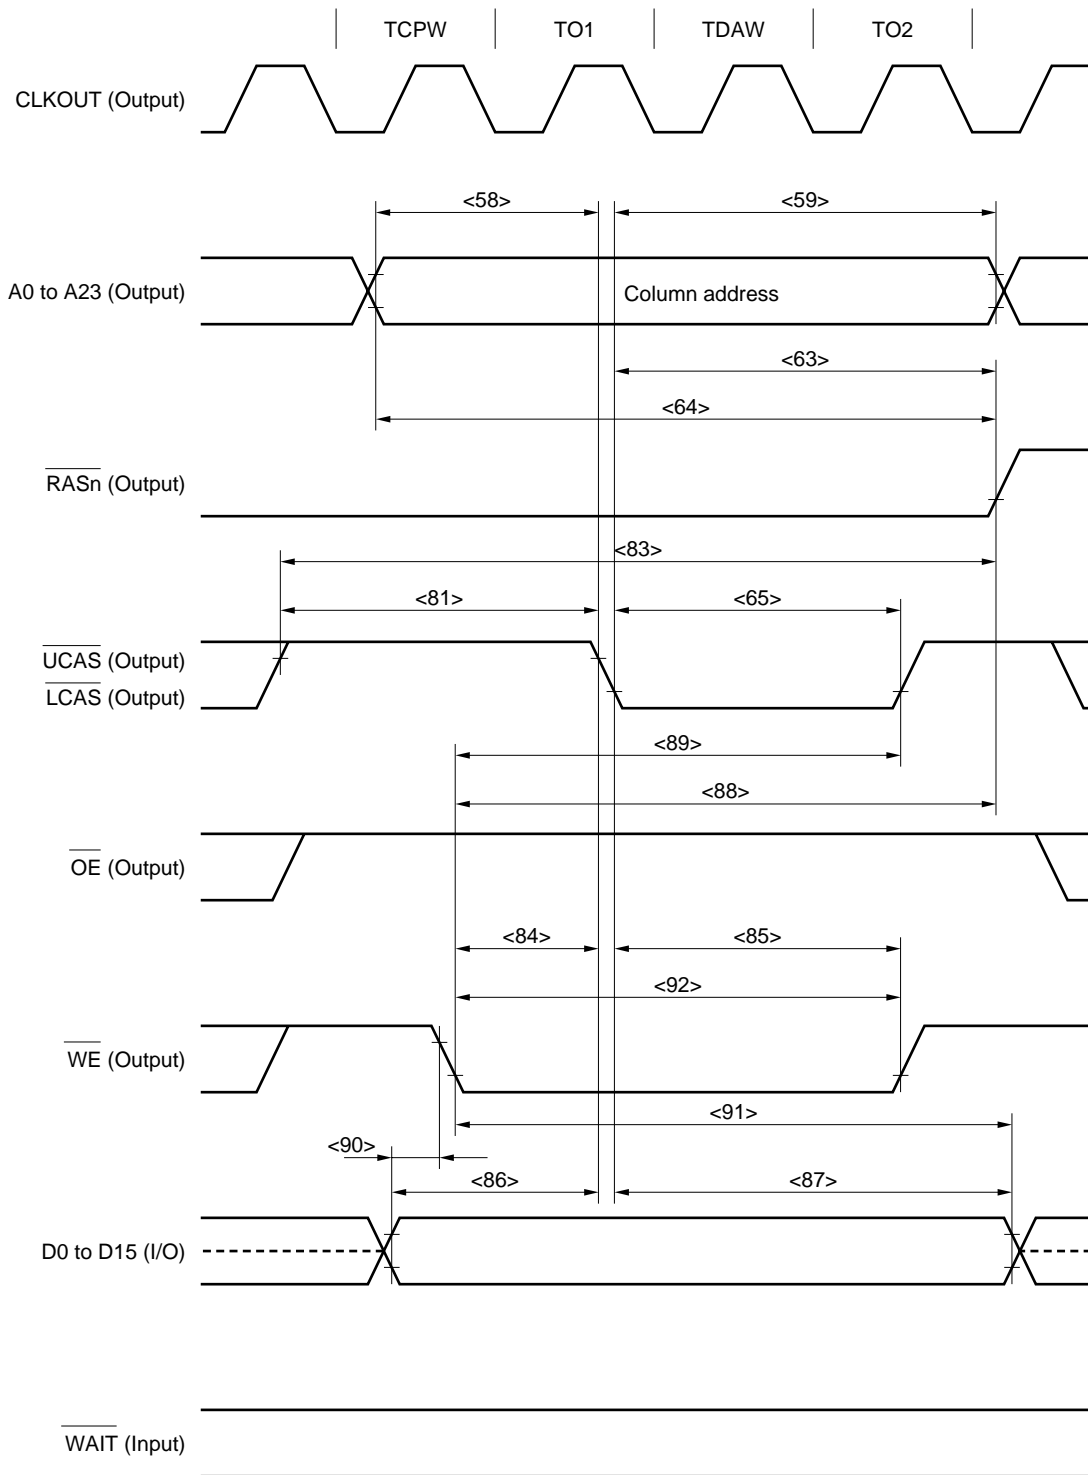 TCPW TO1 TDAW TO2
CLKOUT (Output)
<58> <59>
A0 to A23 (Output) Column address
<63>
<64>
RASn (Output)
<83>
<81> <65>
UCAS (Output)
LCAS (Output)
<89>
<88>
OE (Output)
<84> <85>
<92>
WE (Output)
<91>
<90>
<86> <87>
D0 to D15 (I/O)
WAIT (Input)